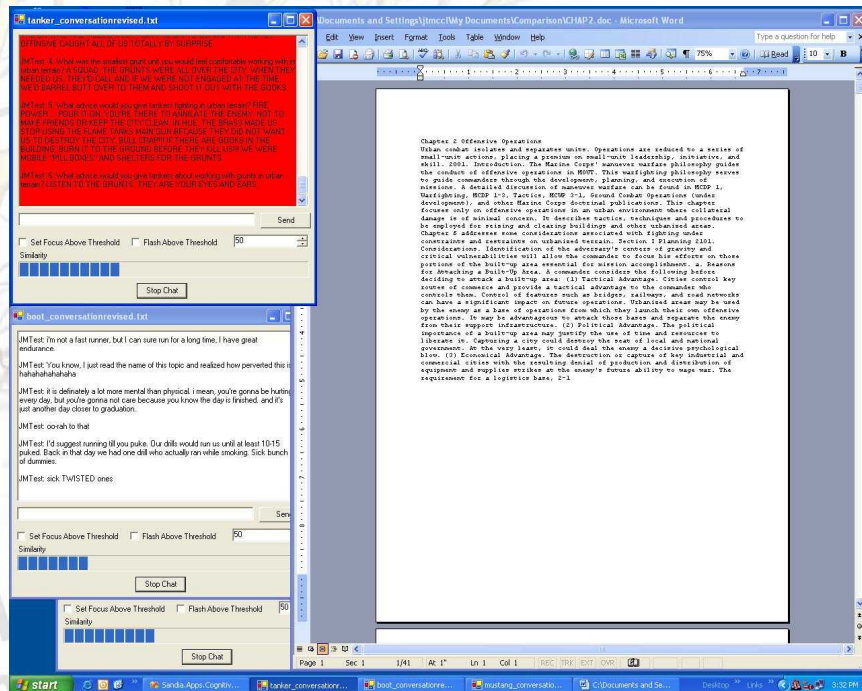 tanker_conversationrevised.txt
OFFENSIVE CAUGHT ALL OF US TOTALLY BY SURPRISE
JMTest: 4. What was the smallest grunt unit you would feel comfortable working with in
urban terrain / A SQUAD. THE GRUNTS WERE ALL OVER THE CITY. WHEN THEY
NEEDED US, THEY'D CALL AND IF WE WERE NOT ENGAGED AT THE TIME,
WE'D BARREL BUTT OVER TO THEM AND SHOOT IT OUT WITH THE GOOKS.
JMTest: 5. What advice would you give tankers fighting in urban terrain? FIRE
POWER... POUR IT ON. YOU'RE THERE TO ANNILATE THE ENEMY, NOT TO
MAKE FRIENDS OR KEEP THE CITY CLEAN. IN HUE, THE BRASS MADE US
STOP USING THE FLAME TANKS MAIN GUN BECAUSE THEY DID NOT WANT
US TO DESTROY THE CITY. BULL CRAP!!! IF THERE ARE GOOKS IN THE
BUILDING, BURN IT TO THE GROUND BEFORE THEY KILL US!!! WE WERE
MOBILE "PILL BOXES" AND SHELTERS FOR THE GRUNTS.
JMTest: 6. What advice would you give tankers about working with grunts in urban
terrain / LISTEN TO THE GRUNTS. THEY ARE YOUR EYES AND EARS.
Send
Set Focus Above Threshold Flash Above Threshold 50
Similarity
Stop Chat
boot_conversationrevised.txt
JMTest: i'm not a fast runner, but I can sure run for a long time, I have great
endurance.
JMTest: You know, I just read the name of this topic and realized how perverted this is
hahahahahahaha
JMTest: it is definately a lot more mental than physical. i mean, you're gonna be hurting
every day, but you're gonna not care because you know the day is finished. and it's
just another day closer to graduation.
JMTest: oo-rah to that
JMTest: I'd suggest running till you puke. Our drills would run us until at least 10-15
puked. Back in that day we had one drill who actually ran while smoking. Sick bunch
of dummies.
JMTest: sick TWISTED ones
Send
Set Focus Above Threshold Flash Above Threshold 50
Similarity
Stop Chat
Set Focus Above Threshold Flash Above Threshold 50
Similarity
Stop Chat
\Documents and Settings\jtmccl\My Documents\Comparison\CHAP2.doc - Microsoft Word
Edit View Insert Format Tools Table Window Help Type a question for help
75% Read 10 B
Chapter 2 Offensive Operations
Urban combat isolates and separates units. Operations are reduced to a series of
small-unit actions, placing a premium on small-unit leadership, initiative, and
skill. 2001. Introduction. The Marine Corps' maneuver warfare philosophy guides
the conduct of offensive operations in MOUT. This warfighting philosophy serves
to guide commanders through the development, planning, and execution of
missions. A detailed discussion of maneuver warfare can be found in MCDP 1,
Warfighting, MCDP 1-3, Tactics, MCWP 3-1, Ground Combat Operations (under
development), and other Marine Corps doctrinal publications. This chapter
focuses only on offensive operations in an urban environment where collateral
damage is of minimal concern. It describes tactics, techniques and procedures to
be employed for seizing and clearing buildings and other urbanized areas.
Chapter 6 addresses some considerations associated with fighting under
constraints and restraints on urbanized terrain. Section I Planning 2101.
Considerations. Identification of the adversary's centers of gravity and
critical vulnerabilities will allow the commander to focus his efforts on those
portions of the built-up area essential for mission accomplishment. a. Reasons
for Attacking a Built-Up Area. A commander considers the following before
deciding to attack a built-up area: (1) Tactical Advantage. Cities control key
routes of commerce and provide a tactical advantage to the commander who
controls them. Control of features such as bridges, railways, and road networks
can have a significant impact on future operations. Urbanized areas may be used
by the enemy as a base of operations from which they launch their own offensive
operations. It may be advantageous to attack those bases and separate the enemy
from their support infrastructure. (2) Political Advantage. The political
importance of a built-up area may justify the use of time and resources to
liberate it. Capturing a city could destroy the seat of local and national
government. At the very least, it could deal the enemy a decisive psychological
blow. (3) Economical Advantage. The destruction or capture of key industrial and
commercial cities with the resulting denial of production and distribution of
equipment and supplies strikes at the enemy's future ability to wage war. The
requirement for a logistics base, 2-1
Page 1 Sec 1 1/41 At 1" Ln 1 Col 1 REC TRK EXT OVR
start Sandia.Apps.Cognitiv... tanker_conversationr... boot_conversationre... mustang_conversatio... C:\Documents and Se... Desktop Links 3:32 PM